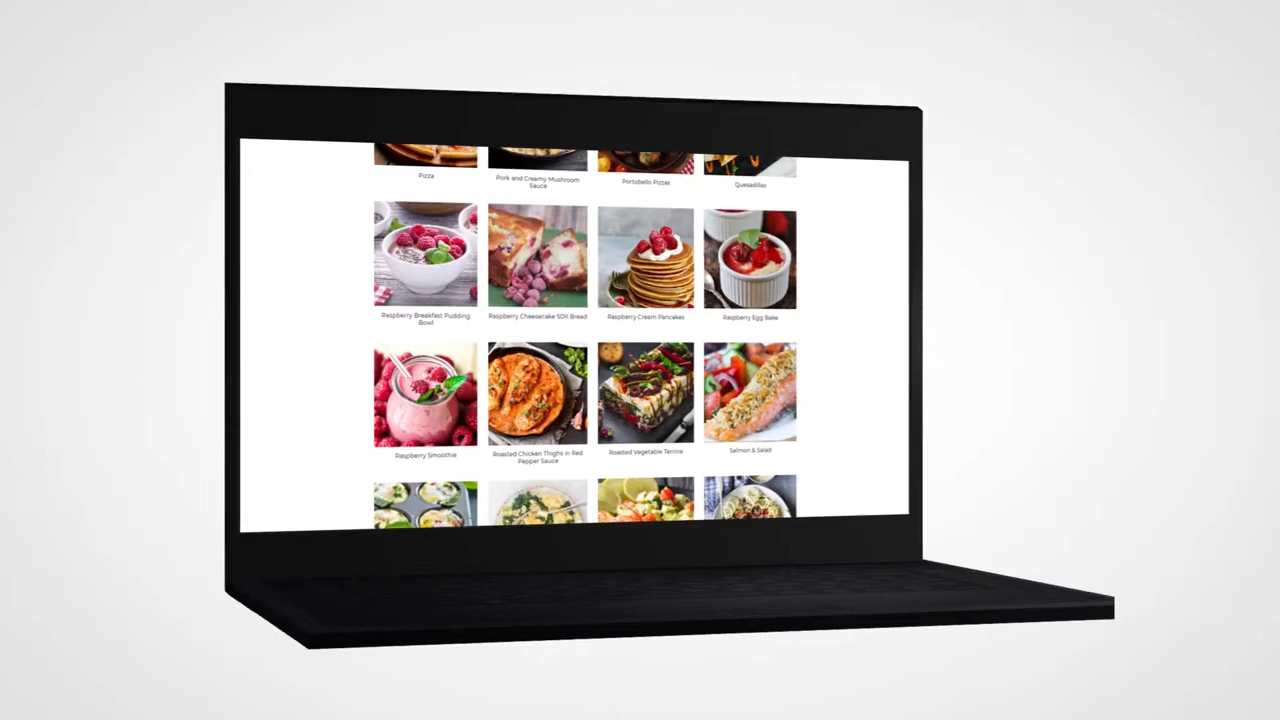 Pizza
Pork and Creamy Mushroom
Sauce
Portobello Pizzas
Quesadillas
Raspberry Breakfast Pudding
Bowl
Raspberry Cheesecake SDII Bread
Raspberry Cream Pancakes
Raspberry Egg Bake
Raspberry Smoothie
Roasted Chicken Thighs in Red
Pepper Sauce
Roasted Vegetable Terrine
Salmon & Salad